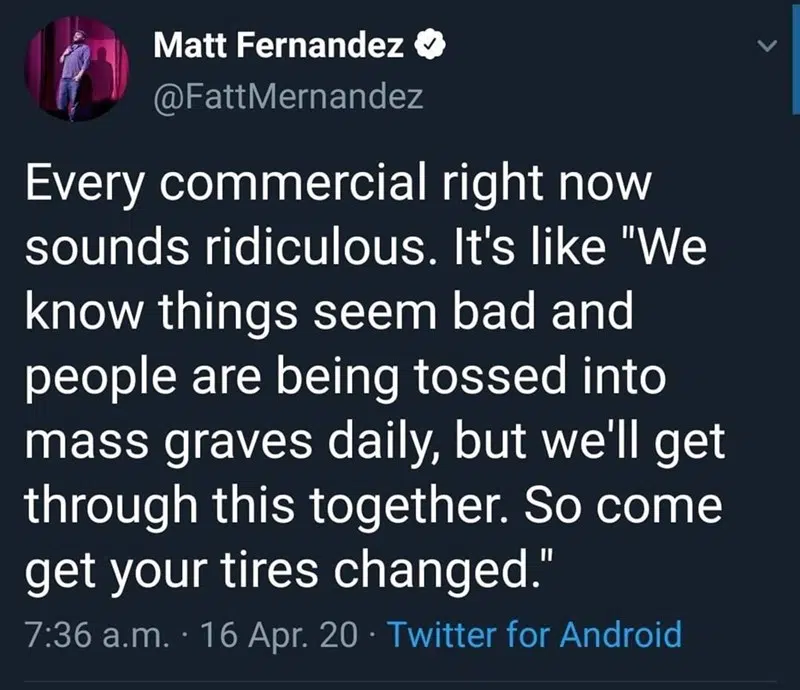 Matt Fernandez
@FattMernandez
Every commercial right now
sounds ridiculous. It's like "We
know things seem bad and
people are being tossed into
mass graves daily, but we'll get
through this together. So come
get your tires changed."
7:36 a.m. · 16 Apr. 20 · Twitter for Android